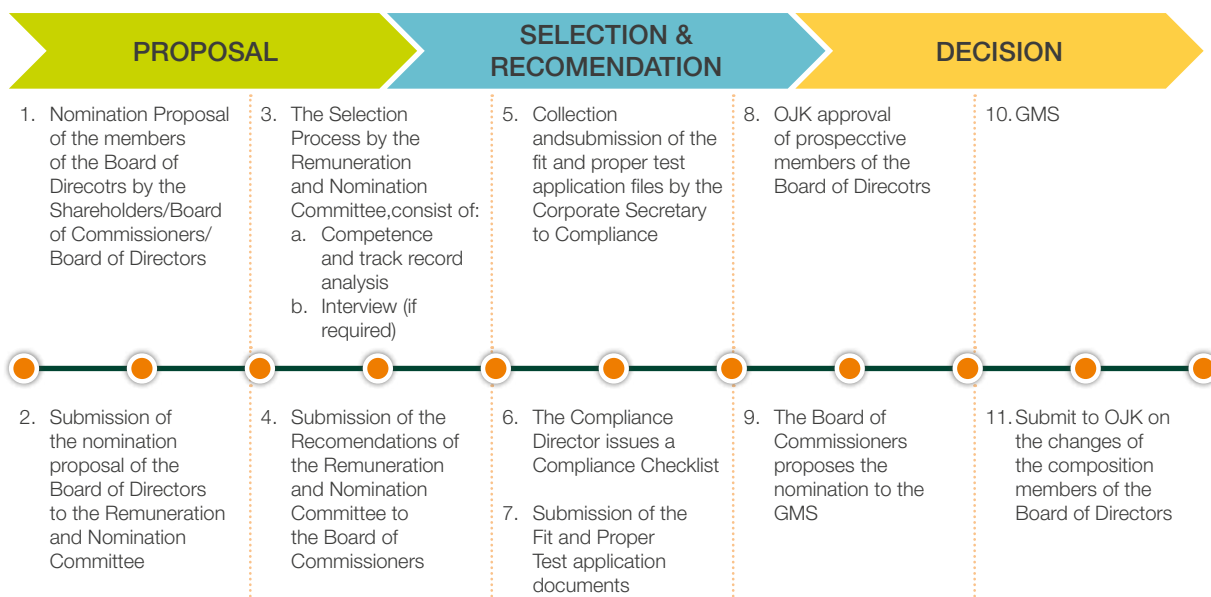 PROPOSAL
SELECTION &
RECOMENDATION
DECISION
1. Nomination Proposal
of the members
of the Board of
Direcotrs by the
Shareholders/Board
of Commissioners/
Board of Directors
2. Submission of
the nomination
proposal of the
Board of Directors
to the Remuneration
and Nomination
Committee
3. The Selection
Process by the
Remuneration
and Nomination
Committee,consist of:
a. Competence
and track record
analysis
b. Interview (if
required)
4. Submission of the
Recomendations of
the Remuneration
and Nomination
Committee to
the Board of
Commissioners
5. Collection
andsubmission of the
fit and proper test
application files by the
Corporate Secretary
to Compliance
6. The Compliance
Director issues a
Compliance Checklist
7. Submission of the
Fit and Proper
Test application
documents
8. OJK approval
of prospecctive
members of the
Board of Direcotrs
9. The Board of
Commissioners
proposes the
nomination to the
GMS
10. GMS
11. Submit to OJK on
the changes of
the composition
members of the
Board of Directors